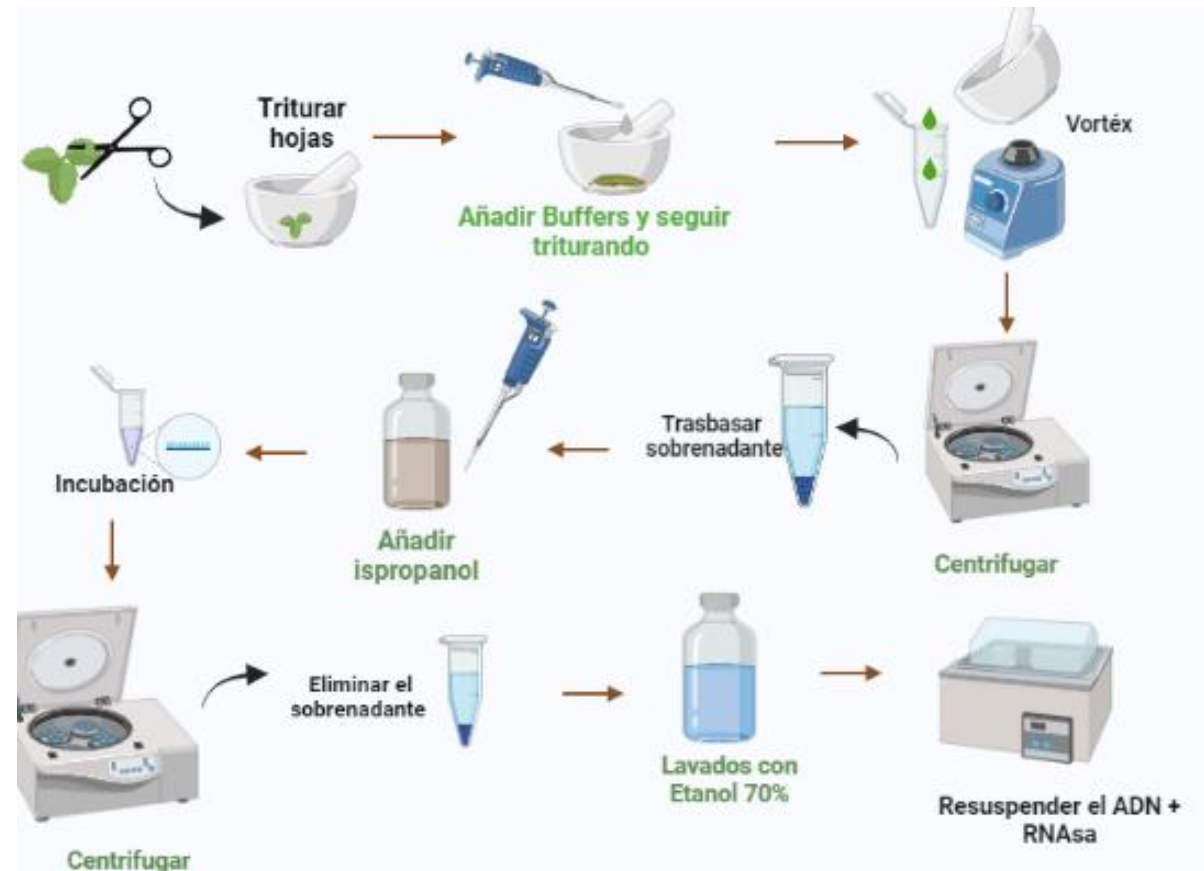 Triturar
hojas
Añadir Buffers y seguir
triturando
Vortéx
Centrifugar
Trasbasar
sobrenadante
Añadir
ispropanol
Incubación
Centrifugar
Eliminar el
sobrenadante
Lavados con
Etanol 70%
Resuspender el ADN +
RNAsa